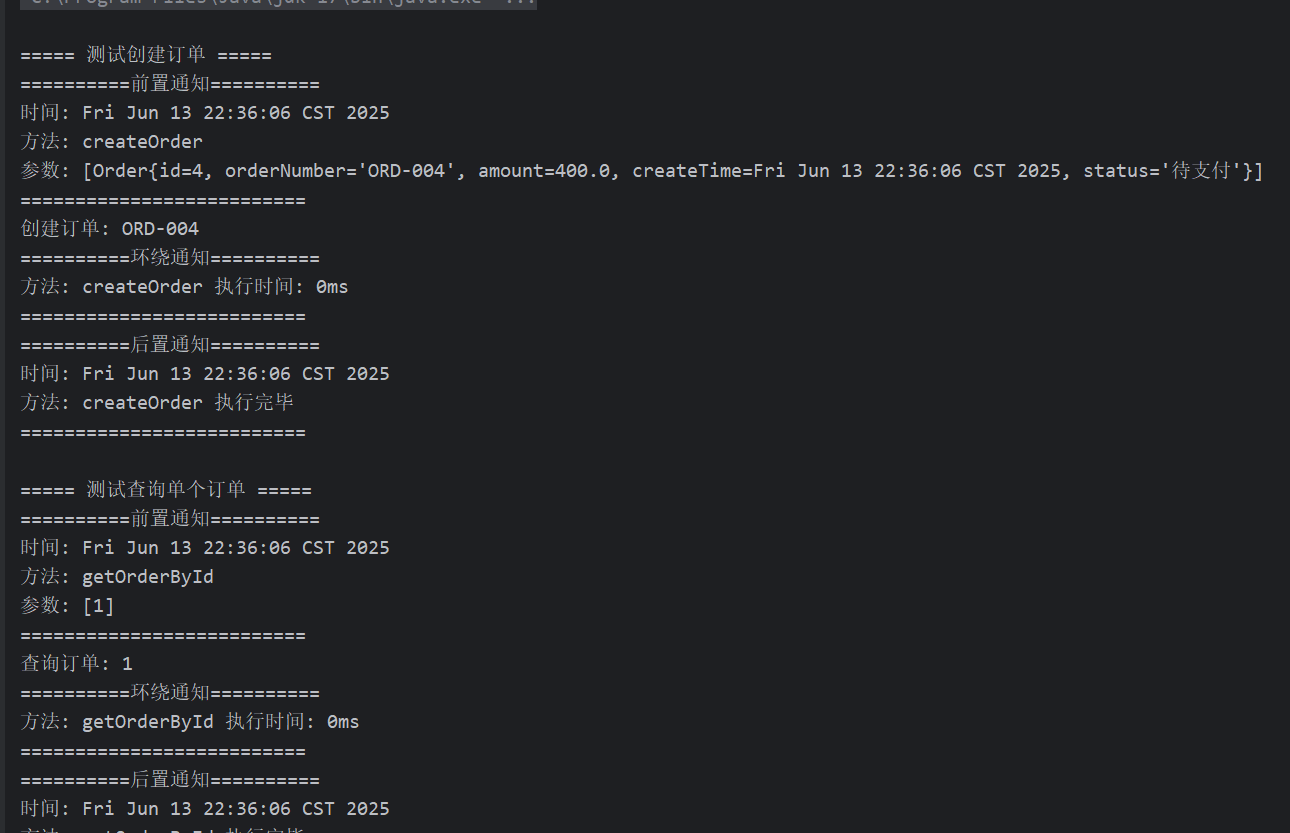 ===== 测试创建订单 =====
==========前置通知==========
时间: Fri Jun 13 22:36:06 CST 2025
方法: createOrder
参数: [Order{id=4, orderNumber='ORD-004', amount=400.0, createTime=Fri Jun 13 22:36:06 CST 2025, status='待支付'}]
==========================
创建订单: ORD-004
==========环绕通知==========
方法: createOrder 执行时间: 0ms
==========================
==========后置通知==========
时间: Fri Jun 13 22:36:06 CST 2025
方法: createOrder 执行完毕
==========================
===== 测试查询单个订单 =====
==========前置通知==========
时间: Fri Jun 13 22:36:06 CST 2025
方法: getOrderById
参数: [1]
==========================
查询订单: 1
==========环绕通知==========
方法: getOrderById 执行时间: 0ms
==========================
==========后置通知==========
时间: Fri Jun 13 22:36:06 CST 2025